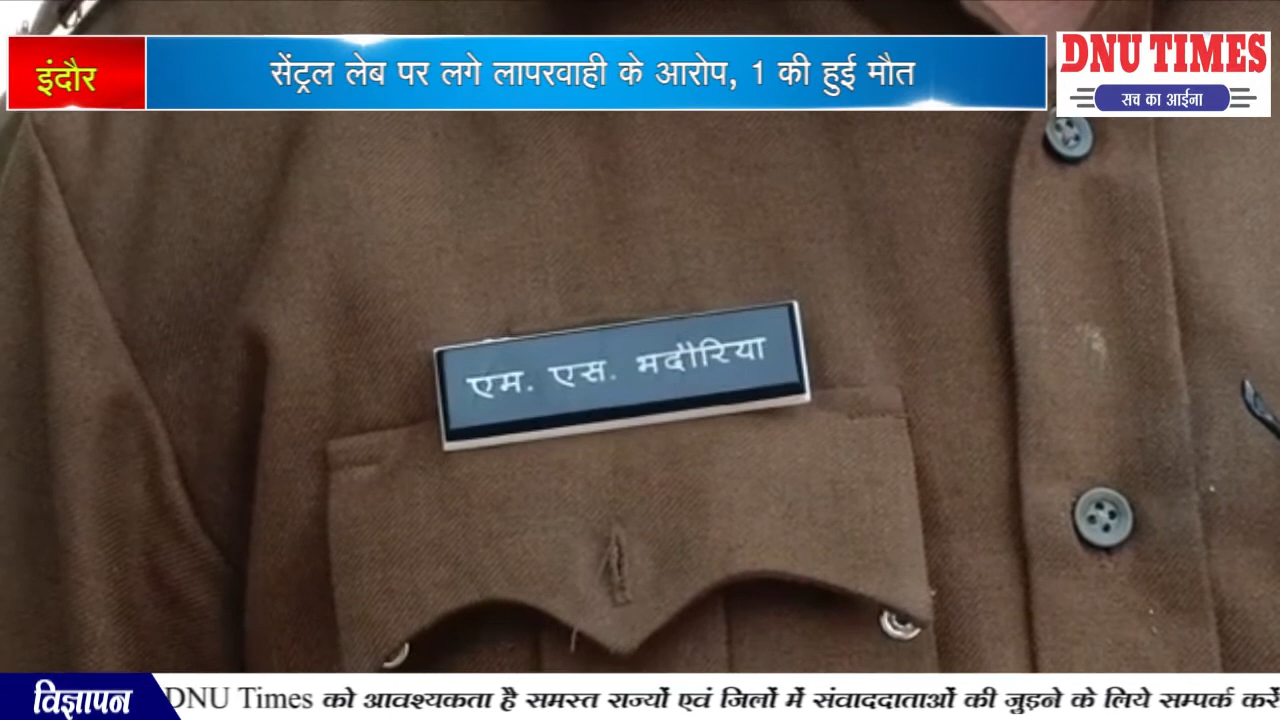 इंदौर
सेंट्रल लेब पर लगे लापरवाही के आरोप, 1 की हुई मौत
DNU TIMES
सच का आईना
एम. एस. भदौरिया
विज्ञापन
DNU Times को आवश्यकता है समस्त राज्यों एवं जिलों में संवाददाताओं की जुड़ने के लिये सम्पर्क करें